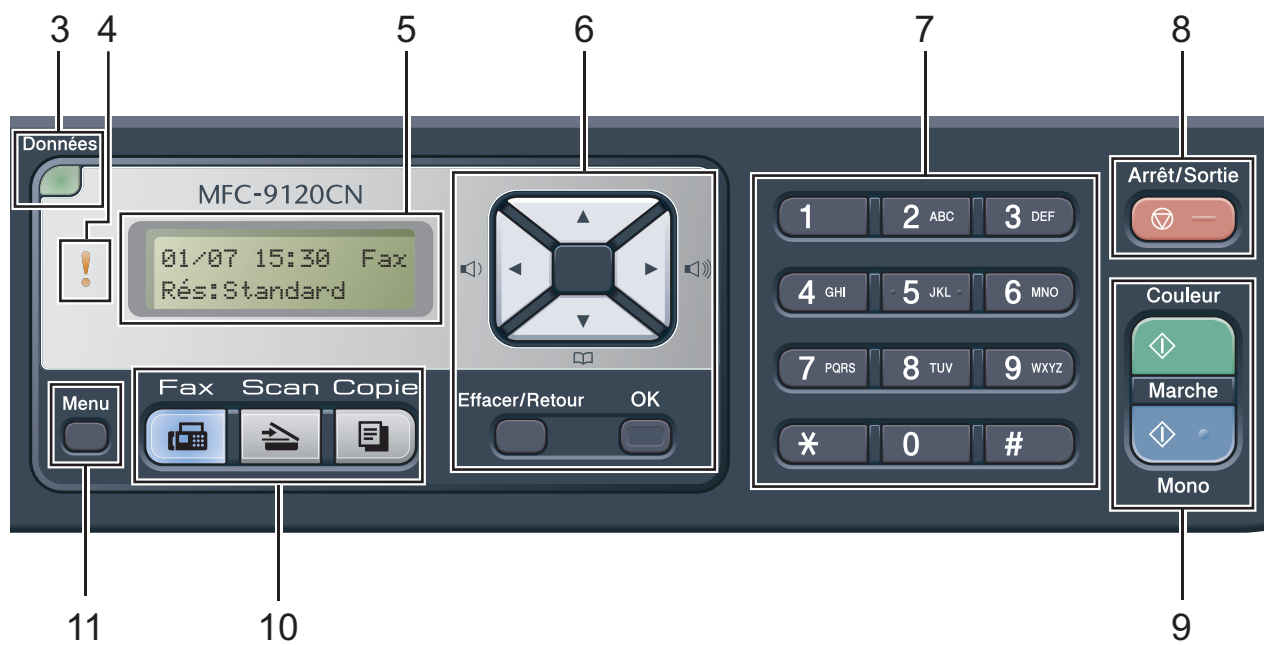 3 4 5 6 7 8
Données
MFC-9120CN
01/07 15:30 Fax
Rés:Standard
Menu
Fax Scan Copie
Effacer/Retour OK
1 2 ABC 3 DEF
4 GHI 5 JKL 6 MNO
7 PQRS 8 TUV 9 WXYZ
* 0 #
Arrêt/Sortie
Couleur
Marche
Mono
11 10 9